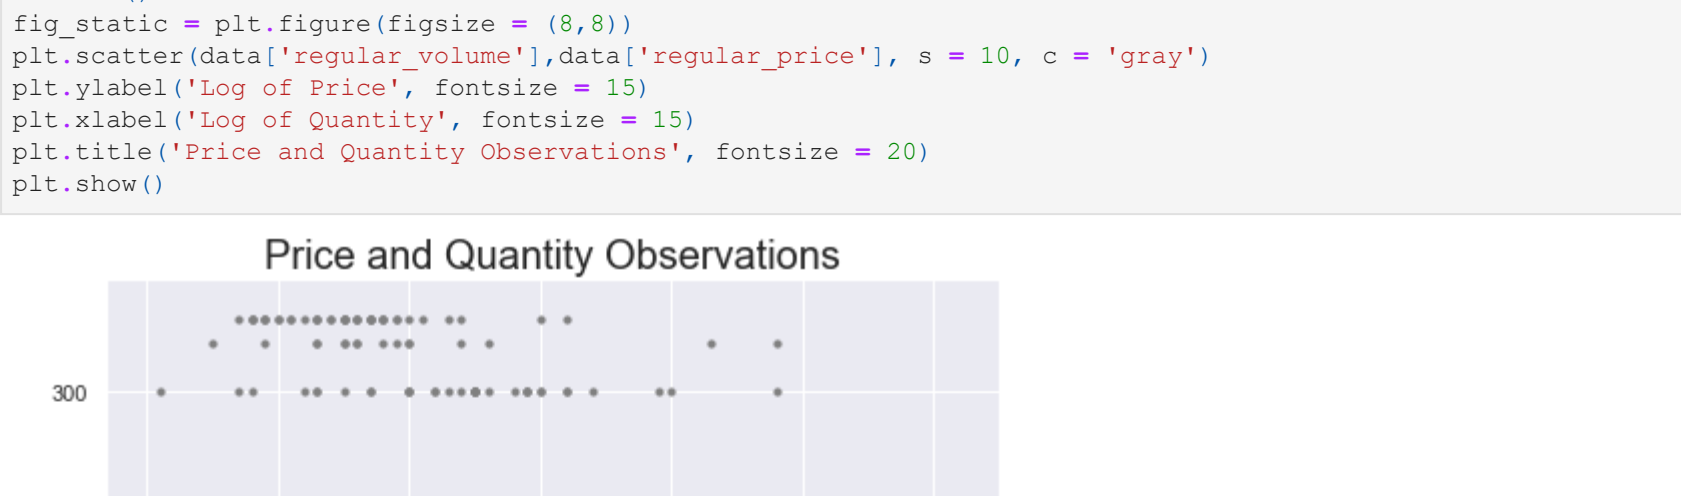 fig_static = plt.figure(figsize = (8,8))
plt.scatter(data['regular_volume'],data['regular_price'], s = 10, c = 'gray')
plt.ylabel('Log of Price', fontsize = 15)
plt.xlabel('Log of Quantity', fontsize = 15)
plt.title('Price and Quantity Observations', fontsize = 20)
plt.show()
Price and Quantity Observations
300